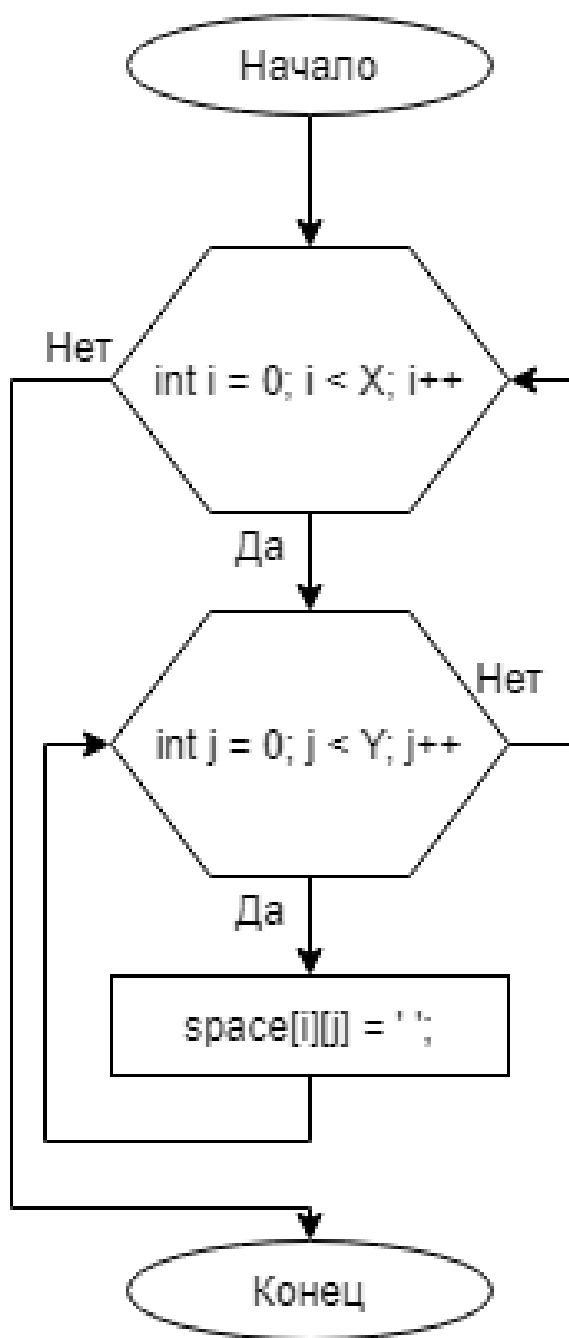 Начало
Нет
int i = 0; i < X; i++
Да
Нет
int j = 0; j < Y; j++
Да
space[i][j] = ' ';
Конец